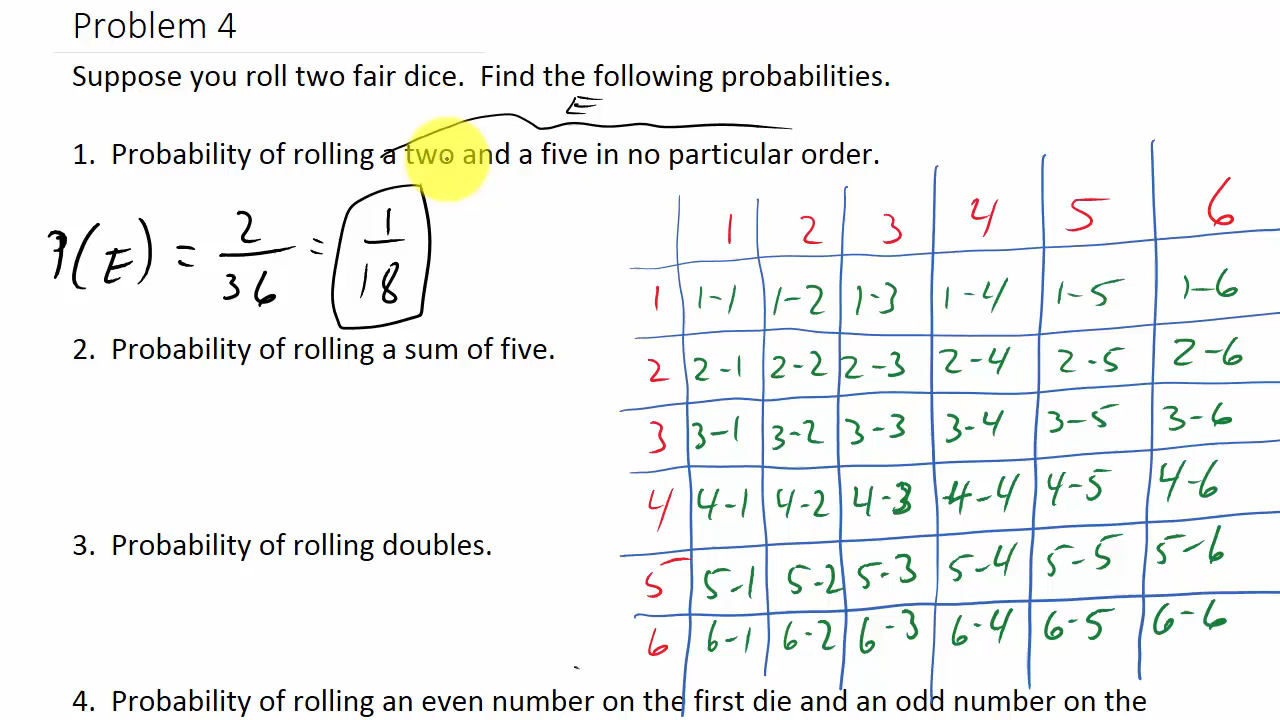 Problem 4
Suppose you roll two fair dice. Find the following probabilities.
E
1. Probability of rolling a two and a five in no particular order.
P(E) = 2/36 = 1/18
1 2 3 4 5 6
1 1-1 1-2 1-3 1-4 1-5 1-6
2. Probability of rolling a sum of five.
2 2-1 2-2 2-3 2-4 2-5 2-6
3 3-1 3-2 3-3 3-4 3-5 3-6
4 4-1 4-2 4-3 4-4 4-5 4-6
3. Probability of rolling doubles.
5 5-1 5-2 5-3 5-4 5-5 5-6
6 6-1 6-2 6-3 6-4 6-5 6-6
4. Probability of rolling an even number on the first die and an odd number on the